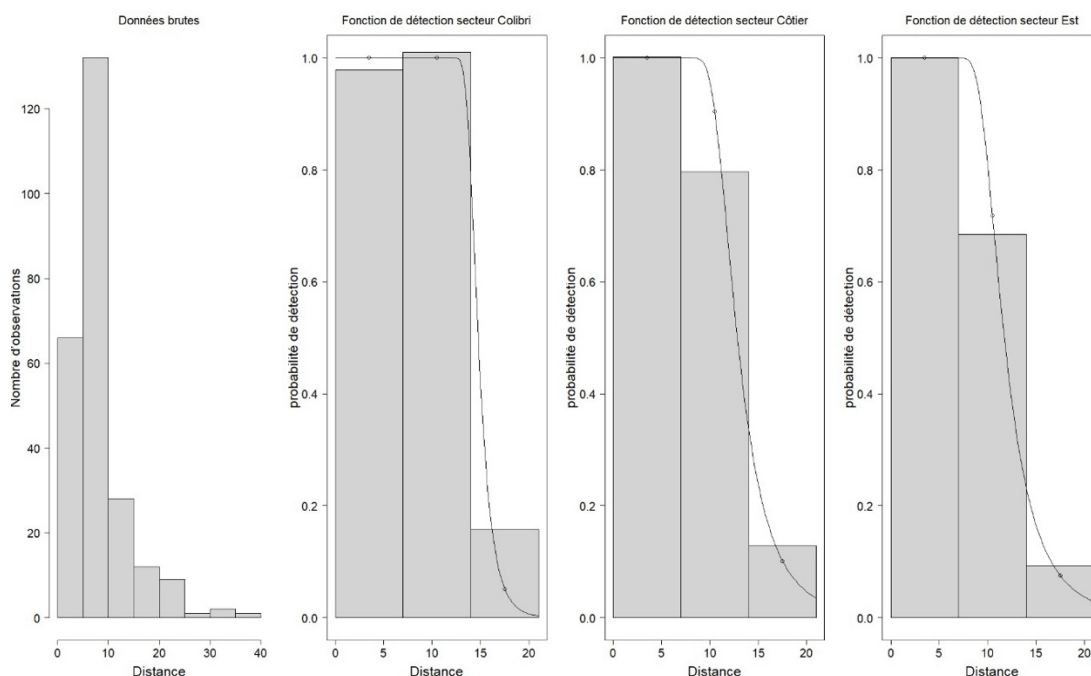 Données brutes
Nombre d'observations
120
100
80
60
40
20
0
0 10 20 30 40
Distance
Fonction de détection secteur Colibri
probabilité de détection
1.0
0.8
0.6
0.4
0.2
0.0
0 5 10 15 20
Distance
Fonction de détection secteur Côtier
probabilité de détection
1.0
0.8
0.6
0.4
0.2
0.0
0 5 10 15 20
Distance
Fonction de détection secteur Est
probabilité de détection
1.0
0.8
0.6
0.4
0.2
0.0
0 5 10 15 20
Distance